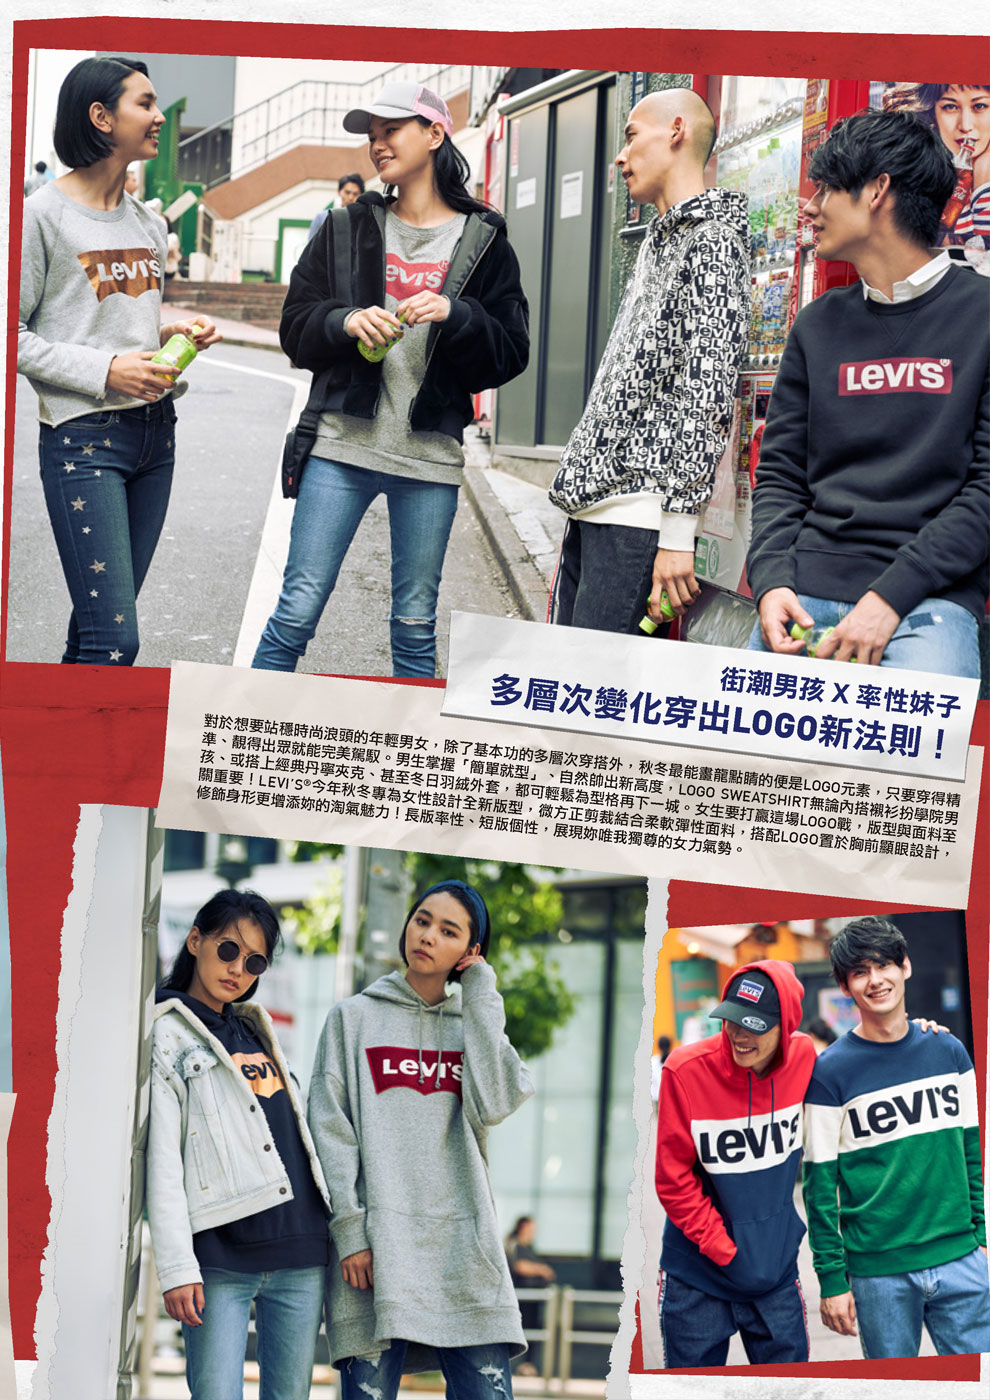 LEVI'S®
EVI'S
LEVI'S®
街潮男孩 X 率性妹子
多層次變化穿出LOGO新法則！
對於想要站穩時尚浪頭的年輕男女，除了基本功的多層次穿搭外，秋冬最能畫龍點睛的便是LOGO元素，只要穿得精
準、靚得出眾就能完美駕馭。男生掌握「簡單就型」、自然帥出新高度，LOGO SWEATSHIRT無論內搭襯衫扮學院男
孩、或搭上經典丹寧夾克、甚至冬日羽絨外套，都可輕鬆為型格再下一城。女生要打贏這場LOGO戰，版型與面料至
關重要！LEVI'S®今年秋冬專為女性設計全新版型，微方正剪裁結合柔軟彈性面料，搭配LOGO置於胸前顯眼設計，
修飾身形更增添妳的淘氣魅力！長版率性、短版個性，展現妳唯我獨尊的女力氣勢。
LEVI'S
LEVI'S
LEVI'S
LEVI'S